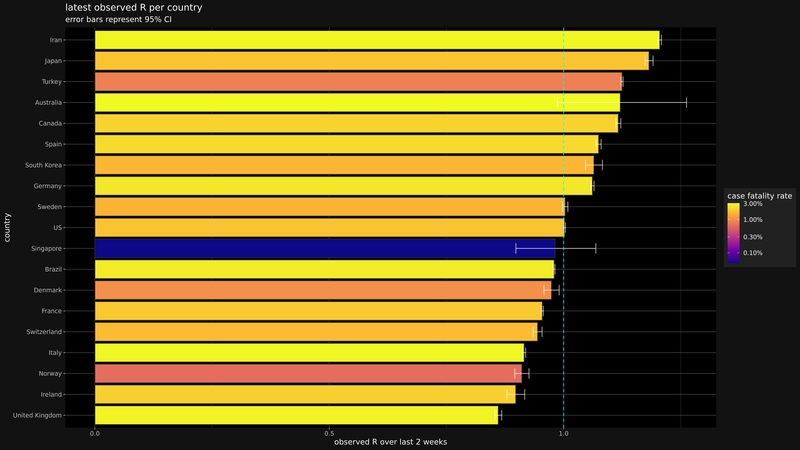 latest observed R per country
error bars represent 95% CI
country
Iran
Japan
Turkey
Australia
Canada
Spain
South Korea
Germany
Sweden
US
Singapore
Brazil
Denmark
France
Switzerland
Italy
Norway
Ireland
United Kingdom
0.0 0.5 1.0
observed R over last 2 weeks
case fatality rate
3.00%
1.00%
0.30%
0.10%